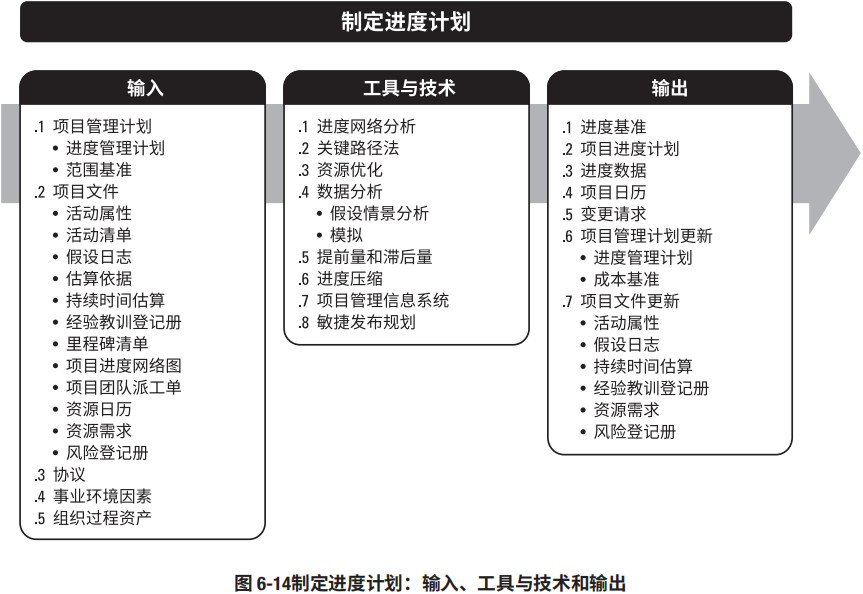 制定进度计划
输入
.1 项目管理计划
• 进度管理计划
• 范围基准
.2 项目文件
• 活动属性
• 活动清单
• 假设日志
• 估算依据
• 持续时间估算
• 经验教训登记册
• 里程碑清单
• 项目进度网络图
• 项目团队派工单
• 资源日历
• 资源需求
• 风险登记册
.3 协议
.4 事业环境因素
.5 组织过程资产
工具与技术
.1 进度网络分析
.2 关键路径法
.3 资源优化
.4 数据分析
• 假设情景分析
• 模拟
.5 提前量和滞后量
.6 进度压缩
.7 项目管理信息系统
.8 敏捷发布规划
输出
.1 进度基准
.2 项目进度计划
.3 进度数据
.4 项目日历
.5 变更请求
.6 项目管理计划更新
• 进度管理计划
• 成本基准
.7 项目文件更新
• 活动属性
• 假设日志
• 持续时间估算
• 经验教训登记册
• 资源需求
• 风险登记册
图 6-14制定进度计划：输入、工具与技术和输出